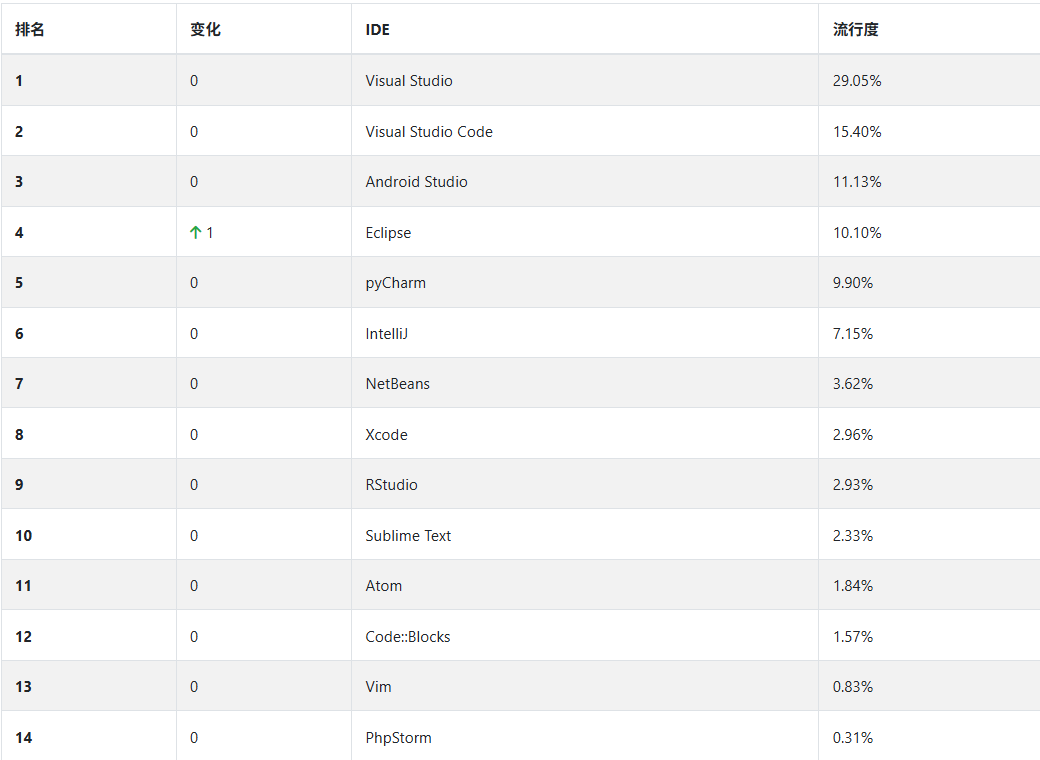 排名 变化 IDE 流行度
1 0 Visual Studio 29.05%
2 0 Visual Studio Code 15.40%
3 0 Android Studio 11.13%
4 ↑ 1 Eclipse 10.10%
5 0 pyCharm 9.90%
6 0 IntelliJ 7.15%
7 0 NetBeans 3.62%
8 0 Xcode 2.96%
9 0 RStudio 2.93%
10 0 Sublime Text 2.33%
11 0 Atom 1.84%
12 0 Code::Blocks 1.57%
13 0 Vim 0.83%
14 0 PhpStorm 0.31%